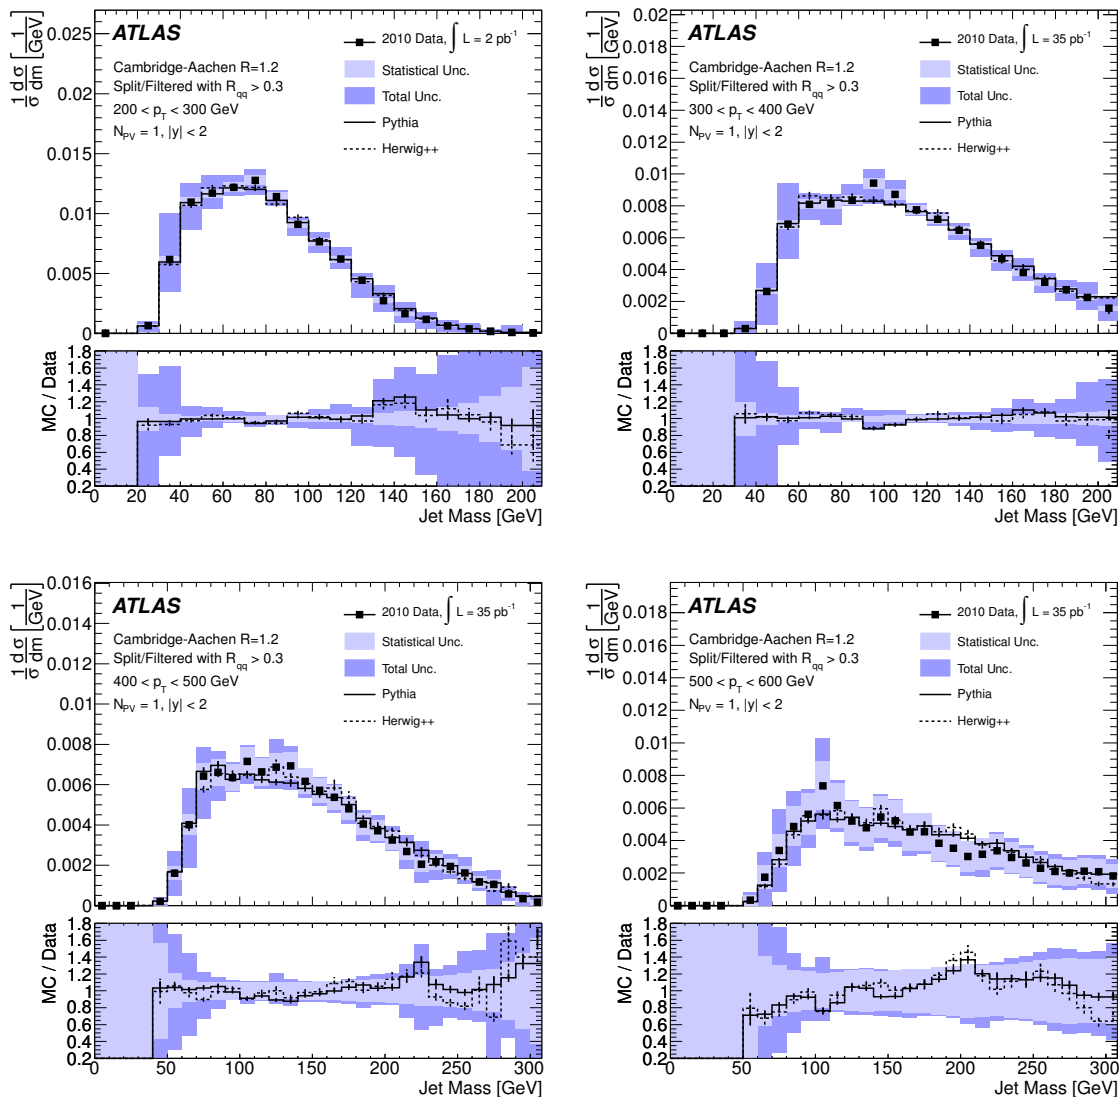 1/σ dσ/dm [1/GeV]
ATLAS
2010 Data, ∫ L = 2 pb⁻¹
Cambridge-Aachen R=1.2
Statistical Unc.
Split/Filtered with R_qq > 0.3
Total Unc.
200 < p_T < 300 GeV
Pythia
N_PV = 1, |y| < 2
Herwig++
0.025
0.02
0.015
0.01
0.005
0
MC / Data
1.8
1.6
1.4
1.2
1
0.8
0.6
0.4
0.2
0 20 40 60 80 100 120 140 160 180 200
Jet Mass [GeV]
1/σ dσ/dm [1/GeV]
ATLAS
2010 Data, ∫ L = 35 pb⁻¹
Cambridge-Aachen R=1.2
Statistical Unc.
Split/Filtered with R_qq > 0.3
Total Unc.
300 < p_T < 400 GeV
Pythia
N_PV = 1, |y| < 2
Herwig++
0.02
0.018
0.016
0.014
0.012
0.01
0.008
0.006
0.004
0.002
0
MC / Data
1.8
1.6
1.4
1.2
1
0.8
0.6
0.4
0.2
0 20 40 60 80 100 120 140 160 180 200
Jet Mass [GeV]
1/σ dσ/dm [1/GeV]
ATLAS
2010 Data, ∫ L = 35 pb⁻¹
Cambridge-Aachen R=1.2
Statistical Unc.
Split/Filtered with R_qq > 0.3
Total Unc.
400 < p_T < 500 GeV
Pythia
N_PV = 1, |y| < 2
Herwig++
0.016
0.014
0.012
0.01
0.008
0.006
0.004
0.002
0
MC / Data
1.8
1.6
1.4
1.2
1
0.8
0.6
0.4
0.2
0 50 100 150 200 250 300
Jet Mass [GeV]
1/σ dσ/dm [1/GeV]
ATLAS
2010 Data, ∫ L = 35 pb⁻¹
Cambridge-Aachen R=1.2
Statistical Unc.
Split/Filtered with R_qq > 0.3
Total Unc.
500 < p_T < 600 GeV
Pythia
N_PV = 1, |y| < 2
Herwig++
0.018
0.016
0.014
0.012
0.01
0.008
0.006
0.004
0.002
0
MC / Data
1.8
1.6
1.4
1.2
1
0.8
0.6
0.4
0.2
0 50 100 150 200 250 300
Jet Mass [GeV]